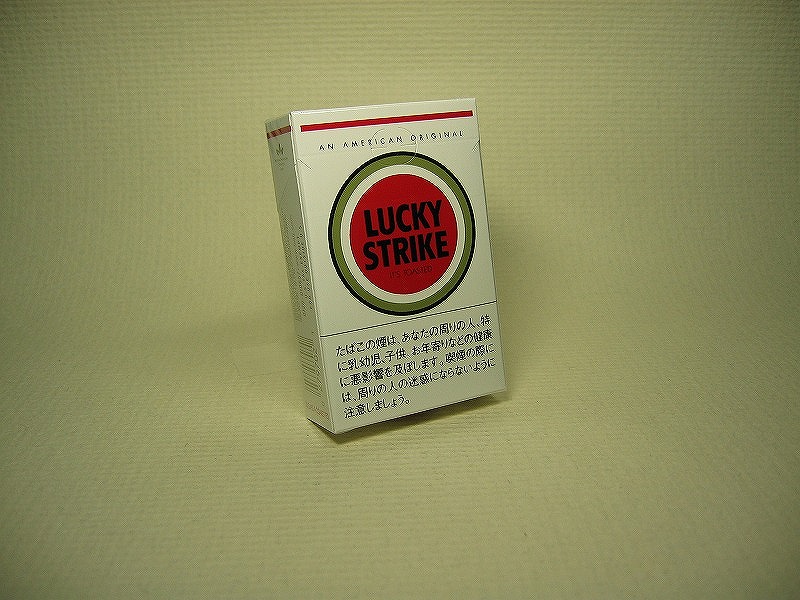 AN AMERICAN ORIGINAL
LUCKY
STRIKE
IT'S TOASTED
たばこの煙は、あなたの周りの人、特
に乳幼児、子供、お年寄りなどの健康
に悪影響を及ぼします。喫煙の際に
は、周りの人の迷惑にならないように
注意しましょう。